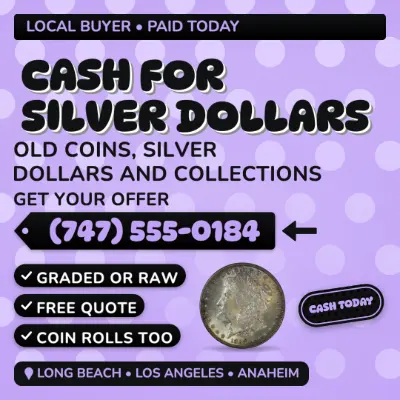 LOCAL BUYER • PAID TODAY
CASH FOR
SILVER DOLLARS
OLD COINS, SILVER
DOLLARS AND COLLECTIONS
GET YOUR OFFER
(747) 555-0184
GRADED OR RAW
FREE QUOTE
COIN ROLLS TOO
CASH TODAY
LONG BEACH • LOS ANGELES • ANAHEIM